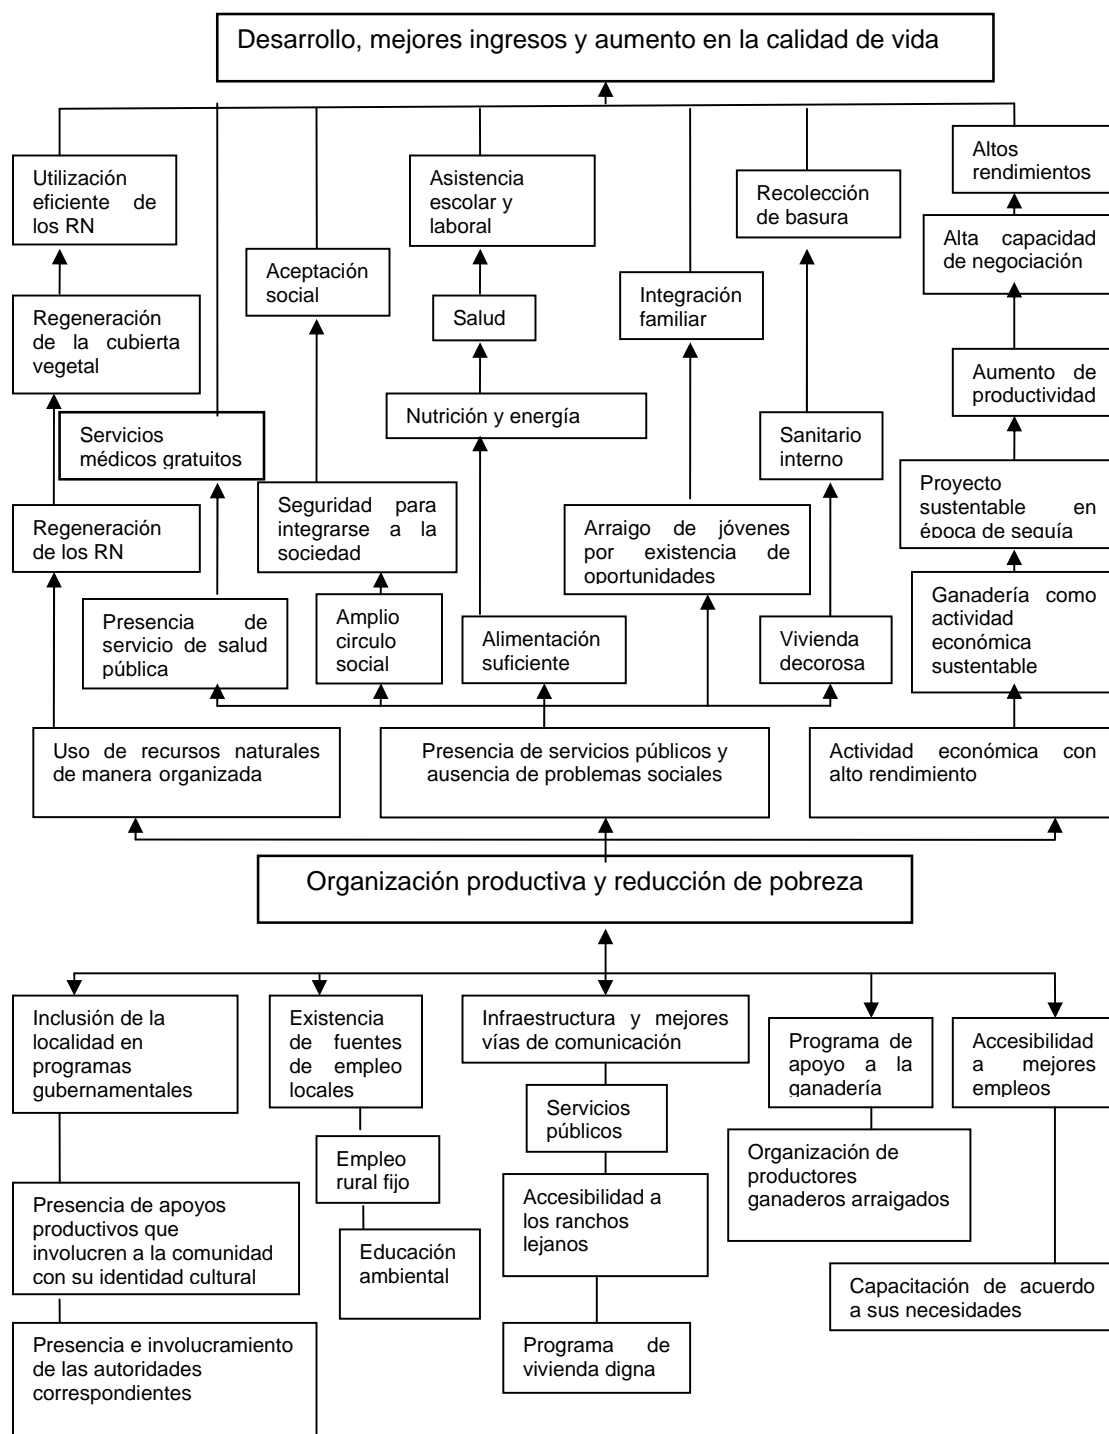 Desarrollo, mejores ingresos y aumento en la calidad de vida
Utilización
eficiente de
los RN
Asistencia
escolar y
laboral
Recolección
de basura
Altos
rendimientos
Aceptación
social
Alta capacidad
de negociación
Regeneración
de la cubierta
vegetal
Salud
Integración
familiar
Aumento de
productividad
Servicios
médicos gratuitos
Nutrición y energía
Sanitario
interno
Regeneración
de los RN
Seguridad para
integrarse a la
sociedad
Arraigo de jóvenes
por existencia de
oportunidades
Proyecto
sustentable en
época de sequía
Presencia de
servicio de salud
pública
Amplio
circulo
social
Alimentación
suficiente
Vivienda
decorosa
Ganadería como
actividad
económica
sustentable
Uso de recursos naturales
de manera organizada
Presencia de servicios públicos y
ausencia de problemas sociales
Actividad económica con
alto rendimiento
Organización productiva y reducción de pobreza
Inclusión de la
localidad en
programas
gubernamentales
Existencia
de fuentes
de empleo
locales
Infraestructura y mejores
vías de comunicación
Programa de
apoyo a la
ganadería
Accesibilidad
a mejores
empleos
Servicios
públicos
Empleo
rural fijo
Organización de
productores
ganaderos arraigados
Presencia de apoyos
productivos que
involucren a la comunidad
con su identidad cultural
Educación
ambiental
Accesibilidad a
los ranchos
lejanos
Capacitación de acuerdo
a sus necesidades
Presencia e involucramiento
de las autoridades
correspondientes
Programa de
vivienda digna